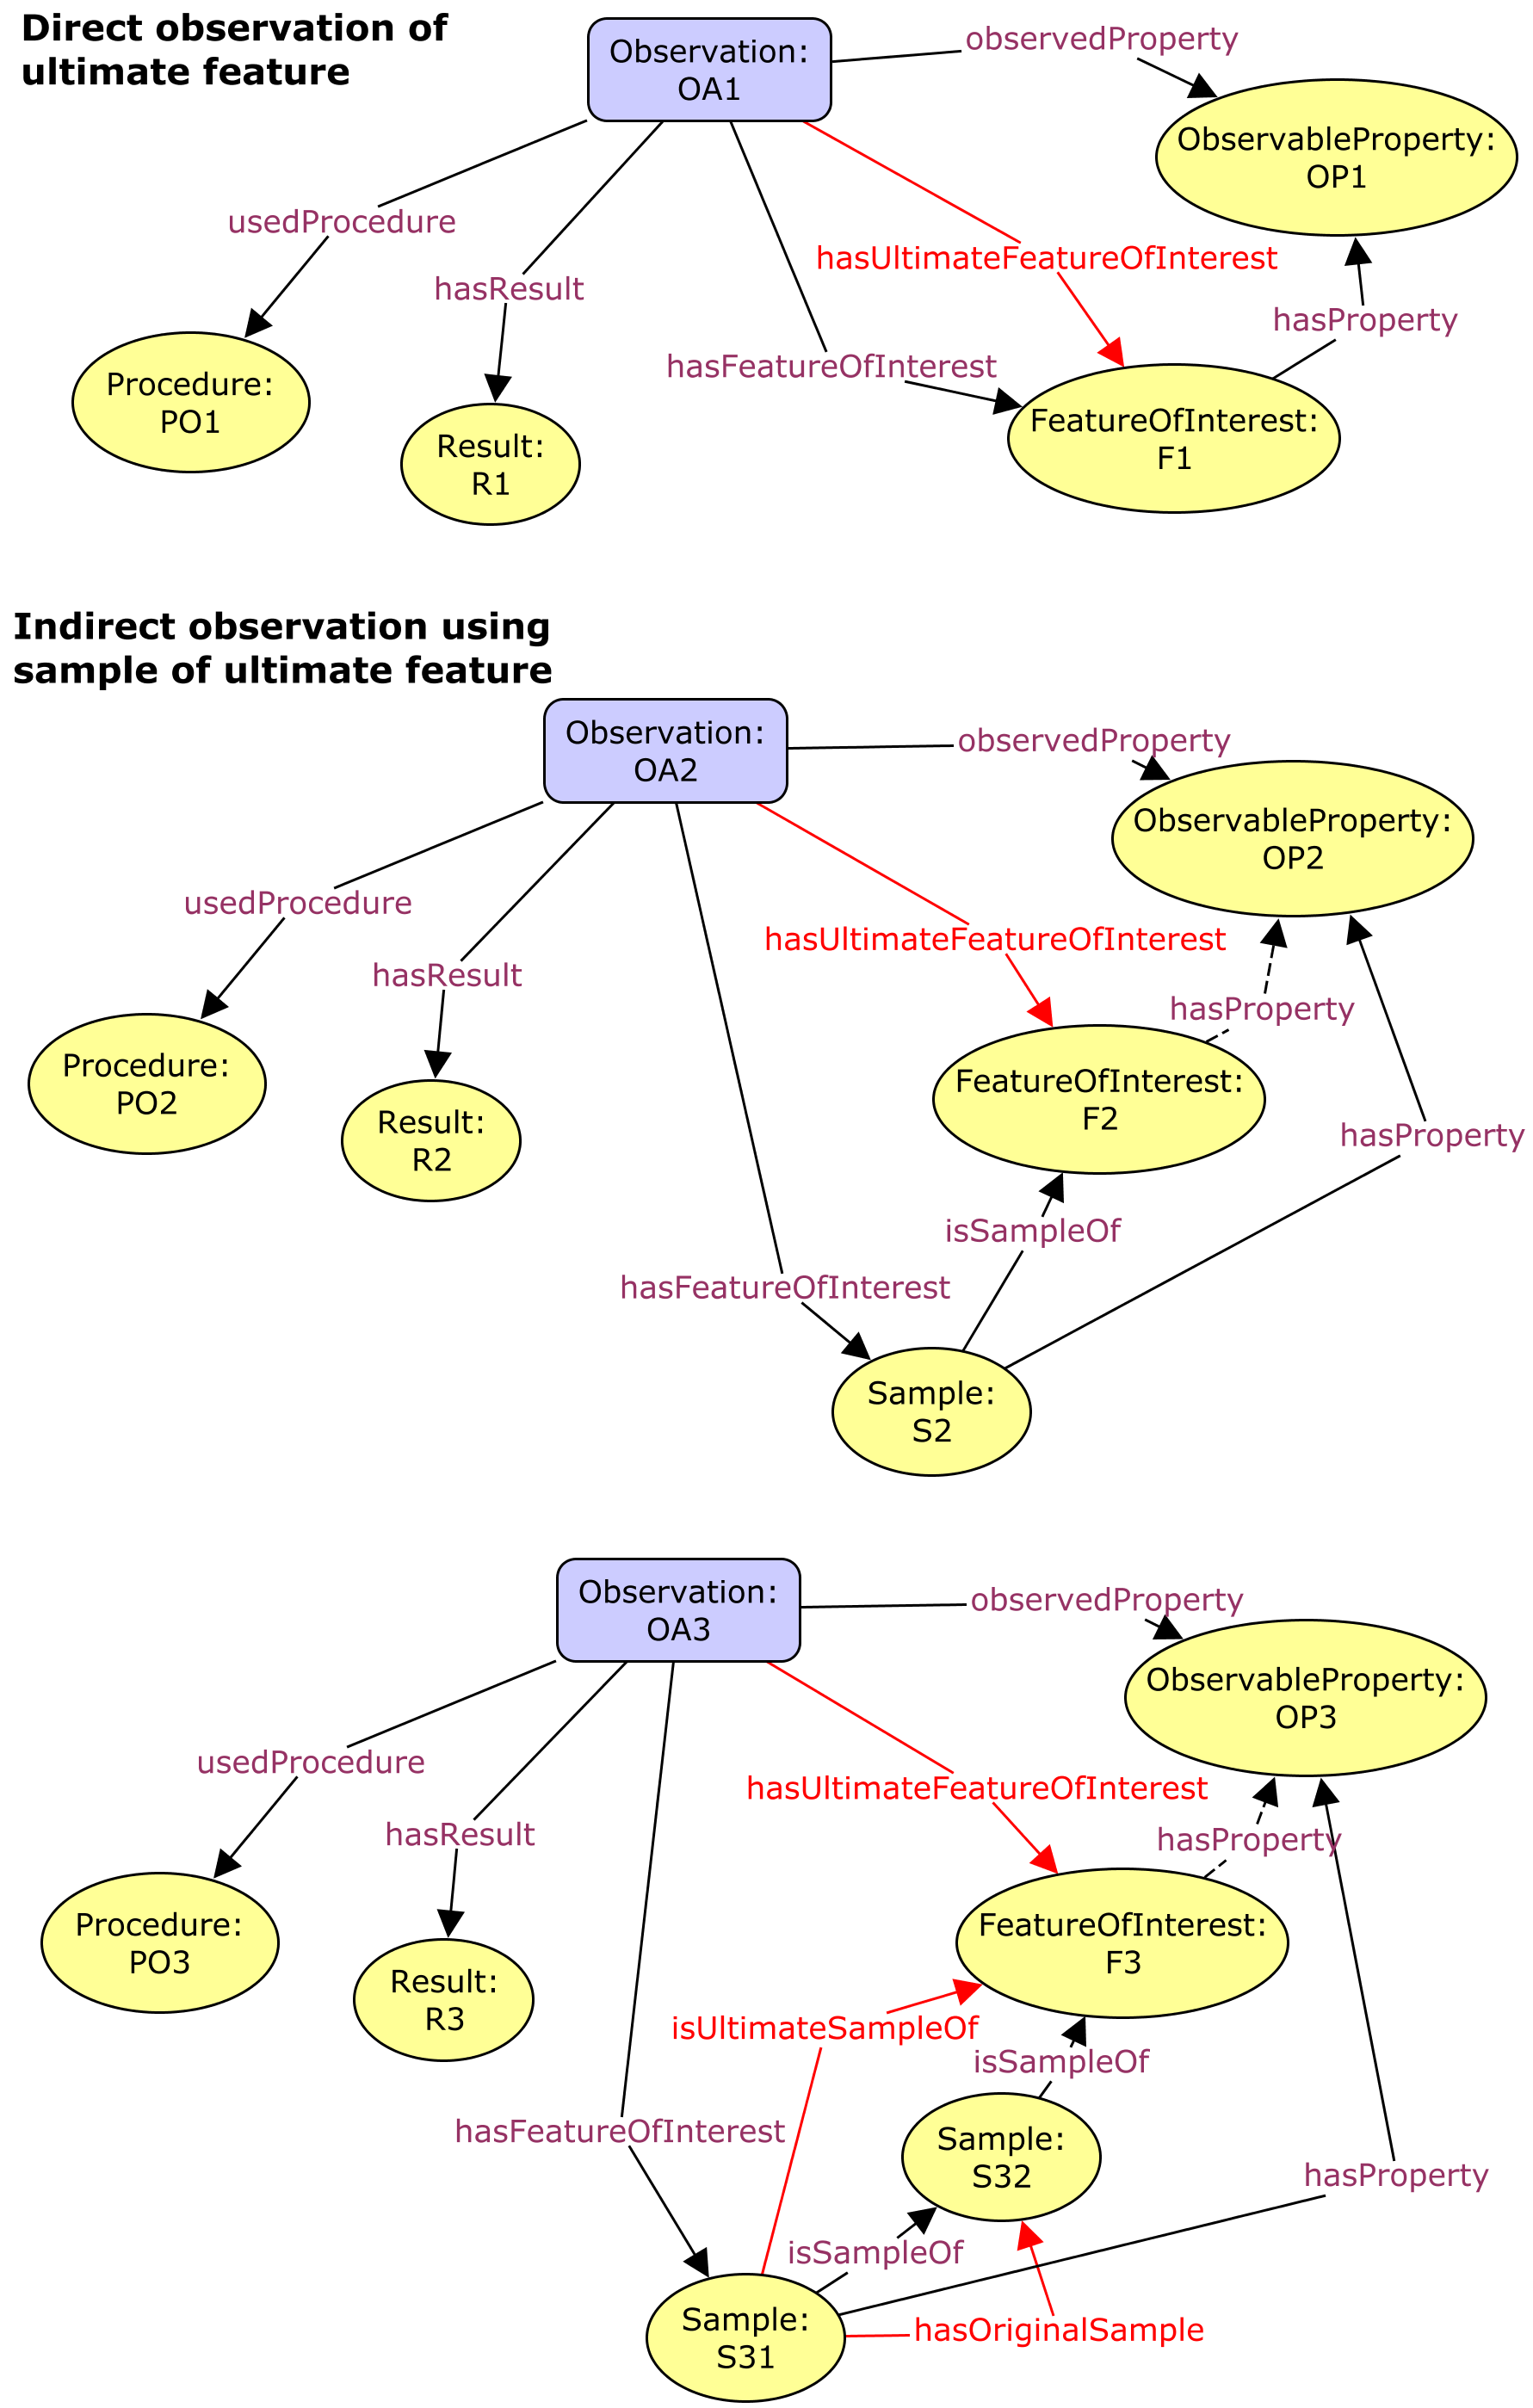 Direct observation of
ultimate feature
Observation:
OA1
observedProperty
ObservableProperty:
OP1
usedProcedure
hasUltimateFeatureOfInterest
hasResult
hasProperty
hasFeatureOfInterest
Procedure:
PO1
FeatureOfInterest:
F1
Result:
R1
Indirect observation using
sample of ultimate feature
Observation:
OA2
observedProperty
ObservableProperty:
OP2
usedProcedure
hasUltimateFeatureOfInterest
hasResult
hasProperty
Procedure:
PO2
FeatureOfInterest:
F2
Result:
R2
hasProperty
isSampleOf
hasFeatureOfInterest
Sample:
S2
Observation:
OA3
observedProperty
ObservableProperty:
OP3
usedProcedure
hasUltimateFeatureOfInterest
hasResult
hasProperty
Procedure:
PO3
FeatureOfInterest:
F3
Result:
R3
isUltimateSampleOf
isSampleOf
hasFeatureOfInterest
Sample:
S32
hasProperty
isSampleOf
Sample:
S31
hasOriginalSample